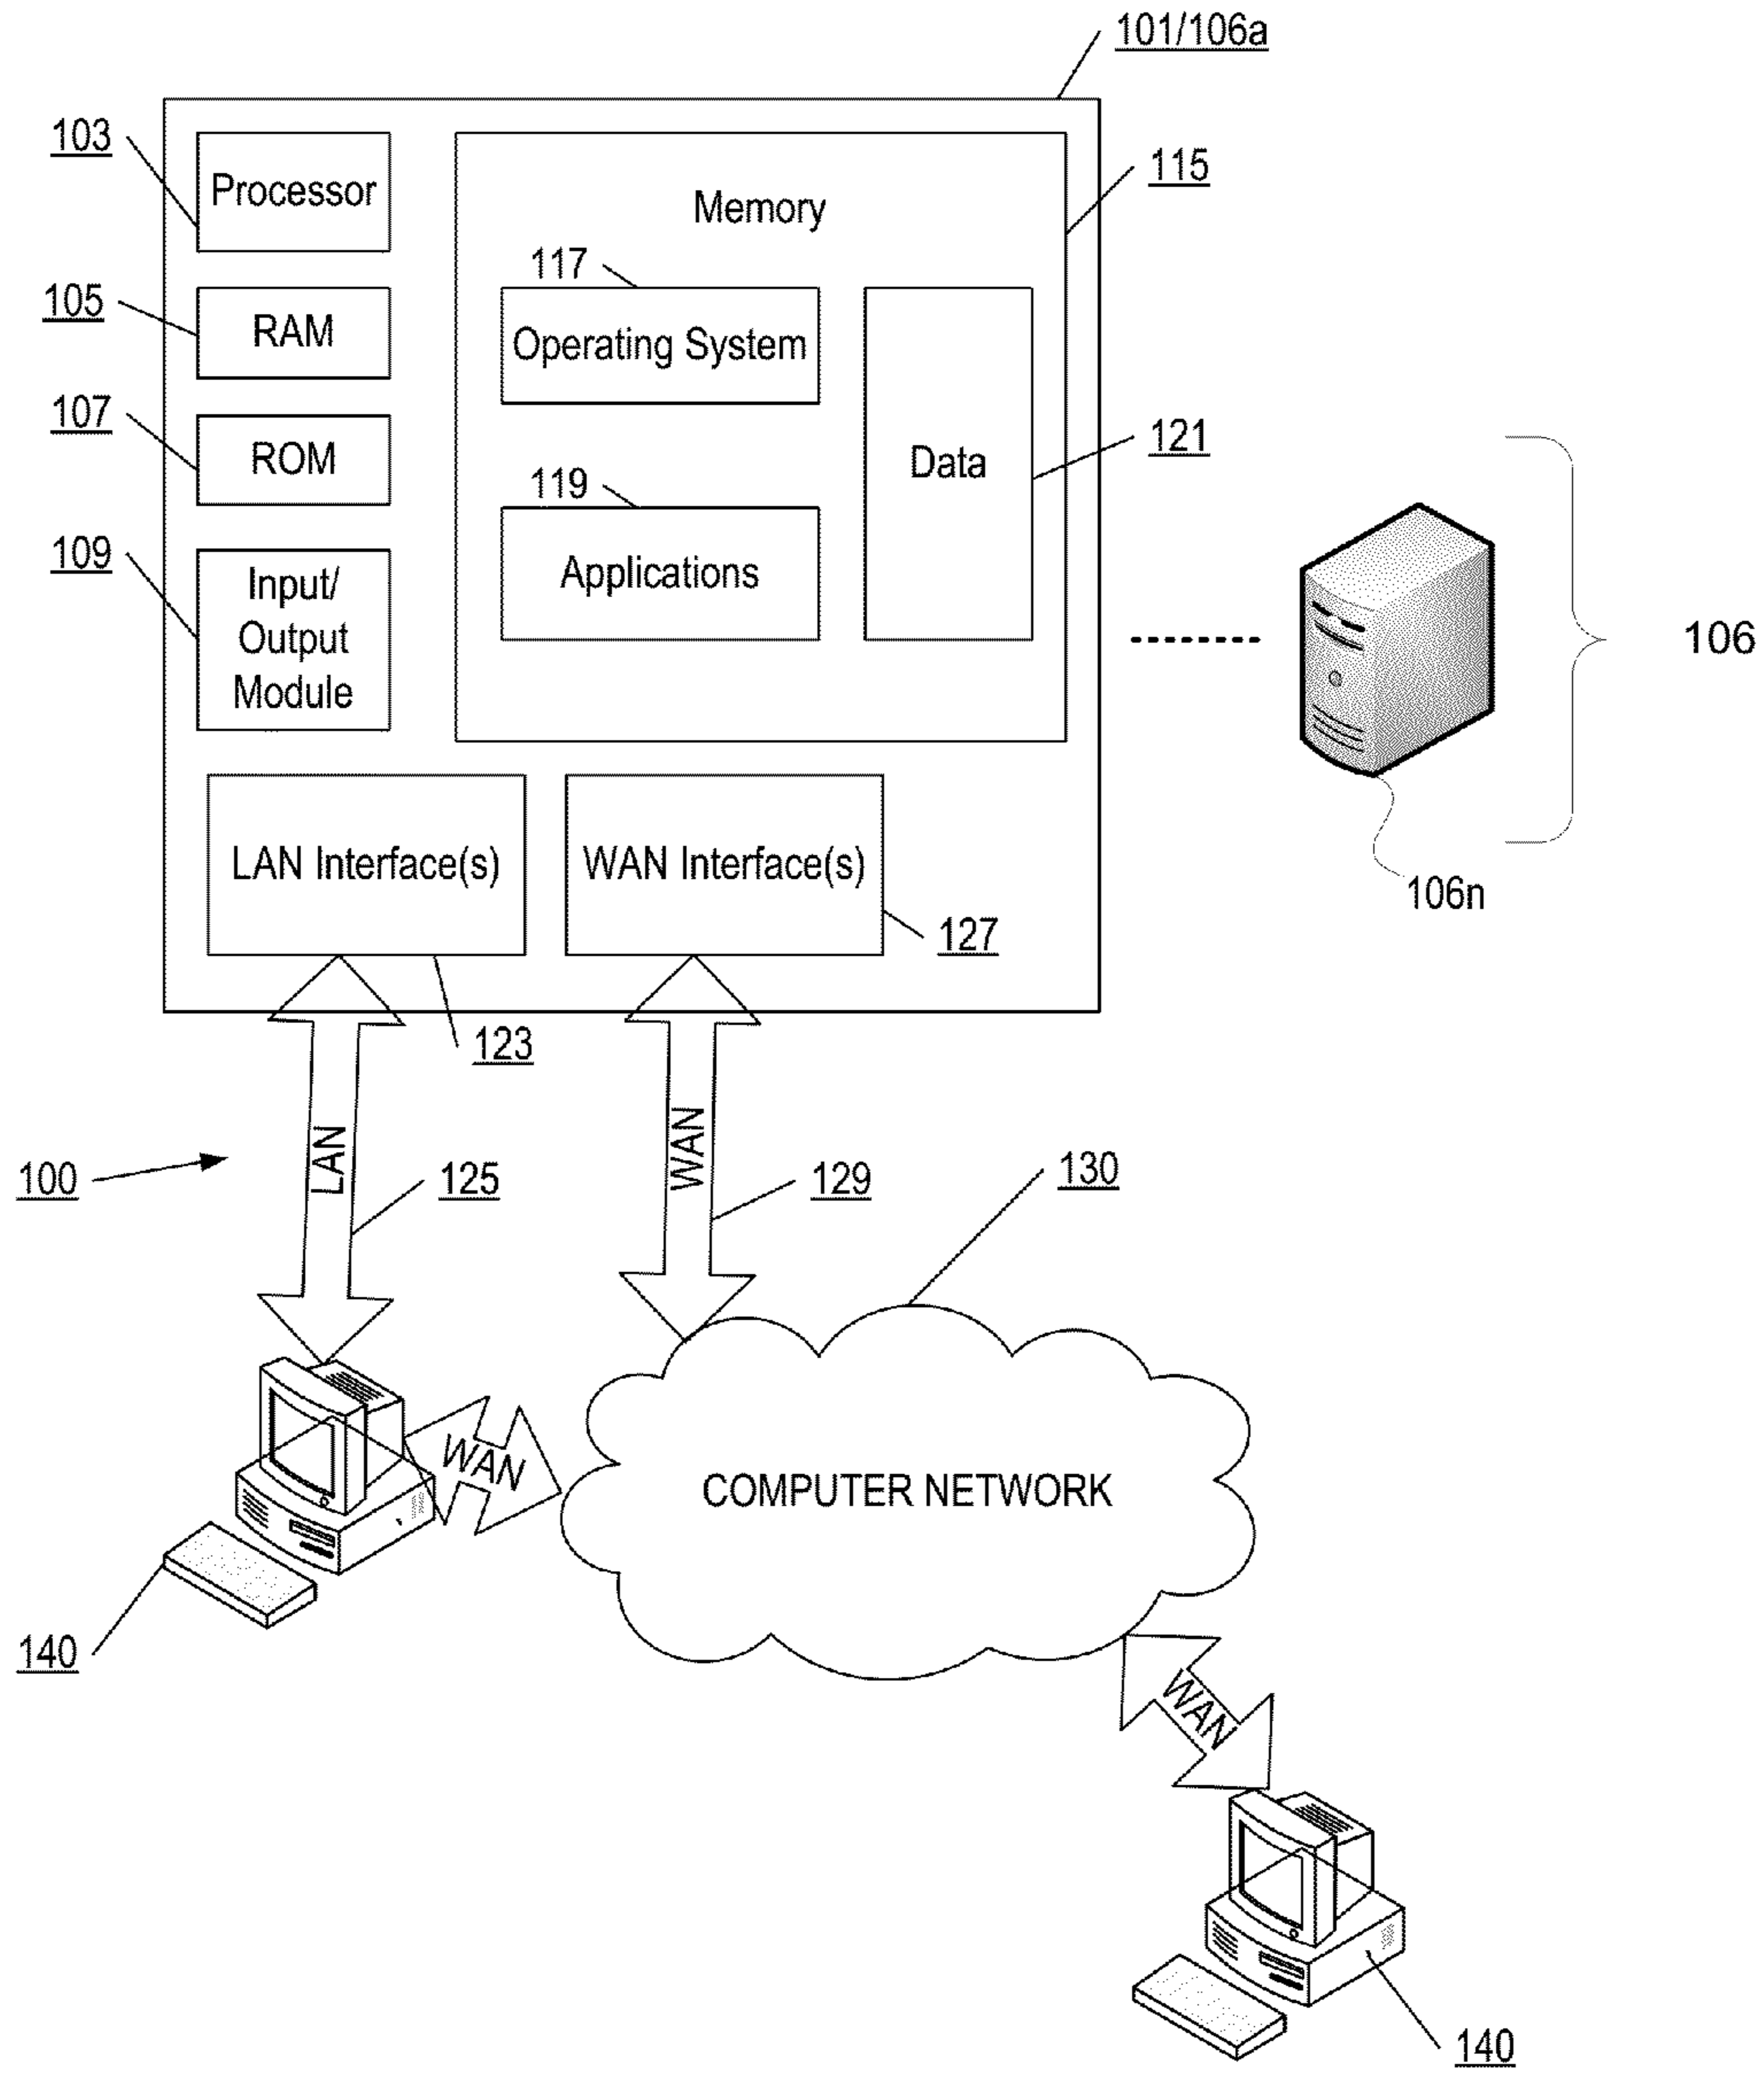 101/106a
103
Processor
Memory
115
117
105
RAM
Operating System
107
ROM
Data
121
119
109
Input/
Output
Module
Applications
106
LAN Interface(s)
WAN Interface(s)
106n
127
123
LAN
WAN
100
125
129
130
WAN
COMPUTER NETWORK
140
WAN
140